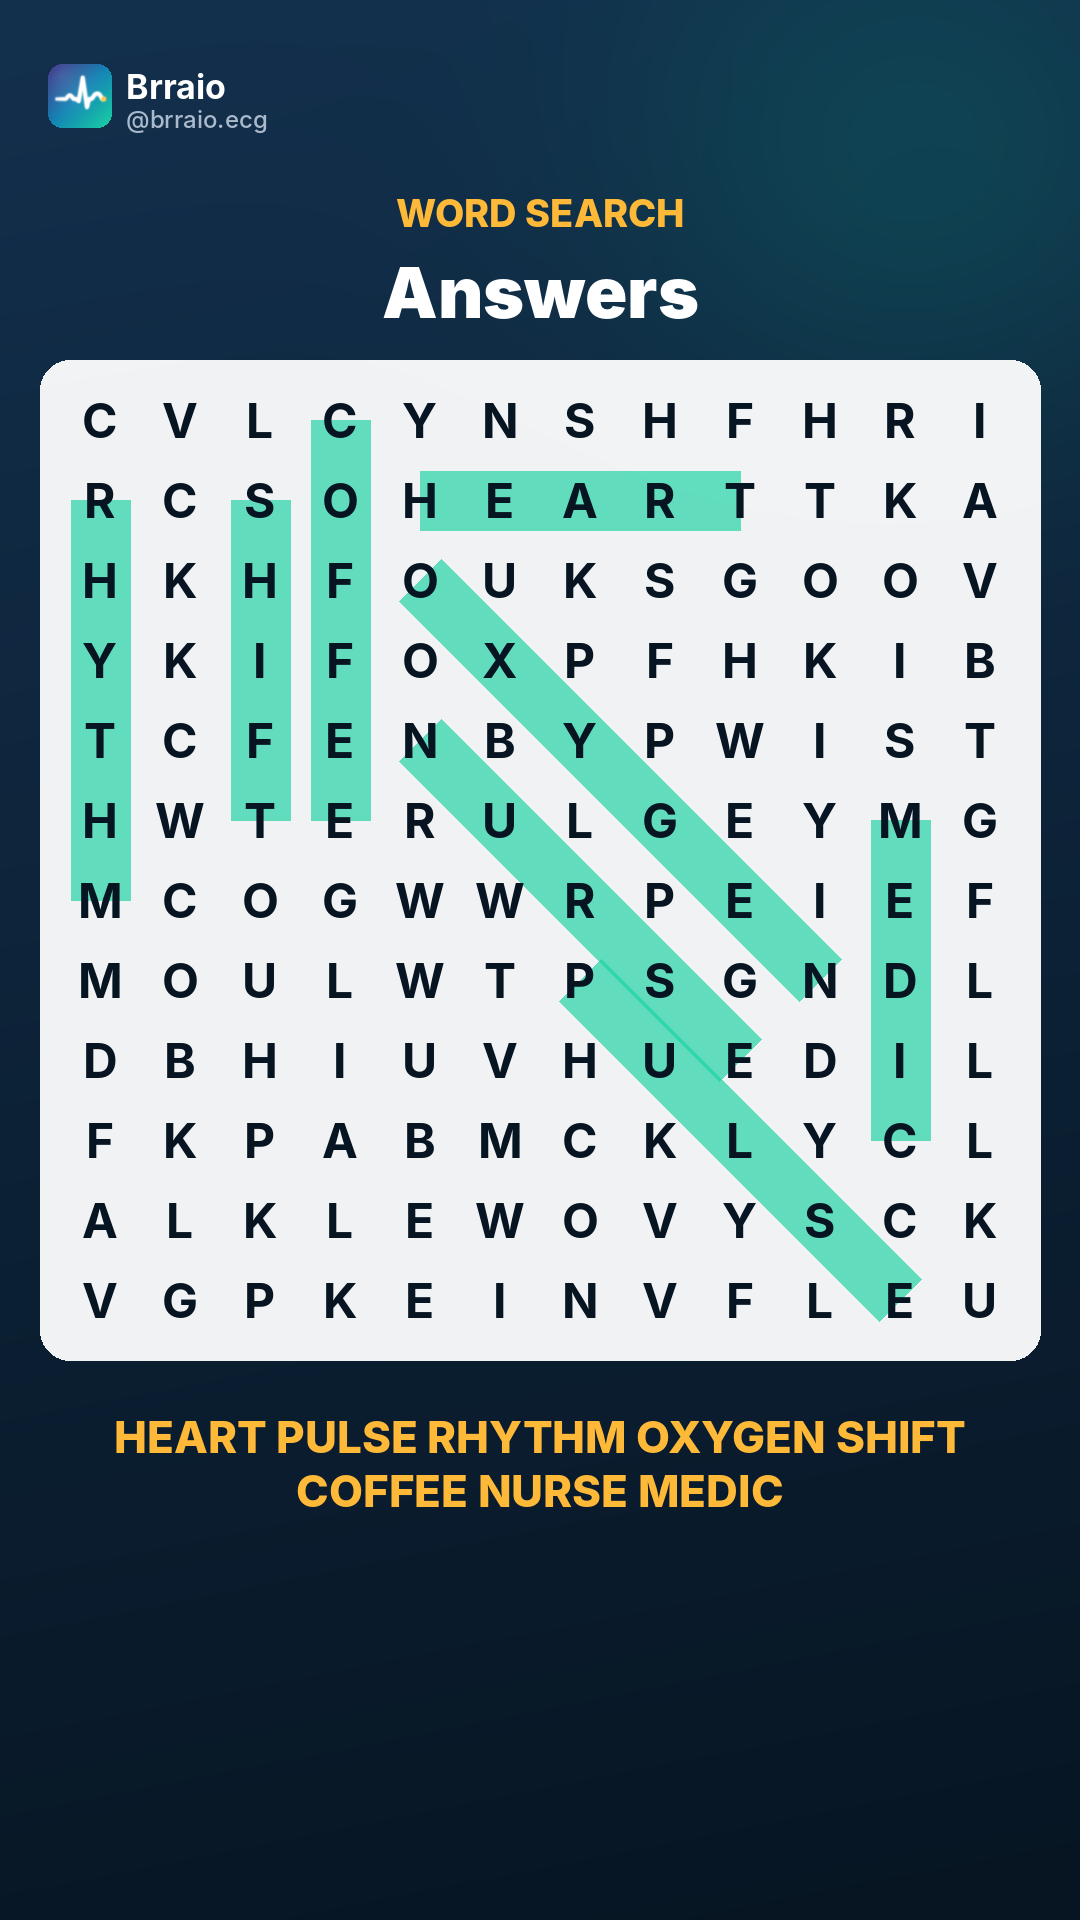 Brraio
@brraio.ecg
WORD SEARCH
Answers
C V L C Y N S H F H R I
R C S O H E A R T T K A
H K H F O U K S G O O V
Y K I F O X P F H K I B
T C F E N B Y P W I S T
H W T E R U L G E Y M G
M C O G W W R P E I E F
M O U L W T P S G N D L
D B H I U V H U E D I L
F K P A B M C K L Y C L
A L K L E W O V Y S C K
V G P K E I N V F L E U
HEART PULSE RHYTHM OXYGEN SHIFT
COFFEE NURSE MEDIC